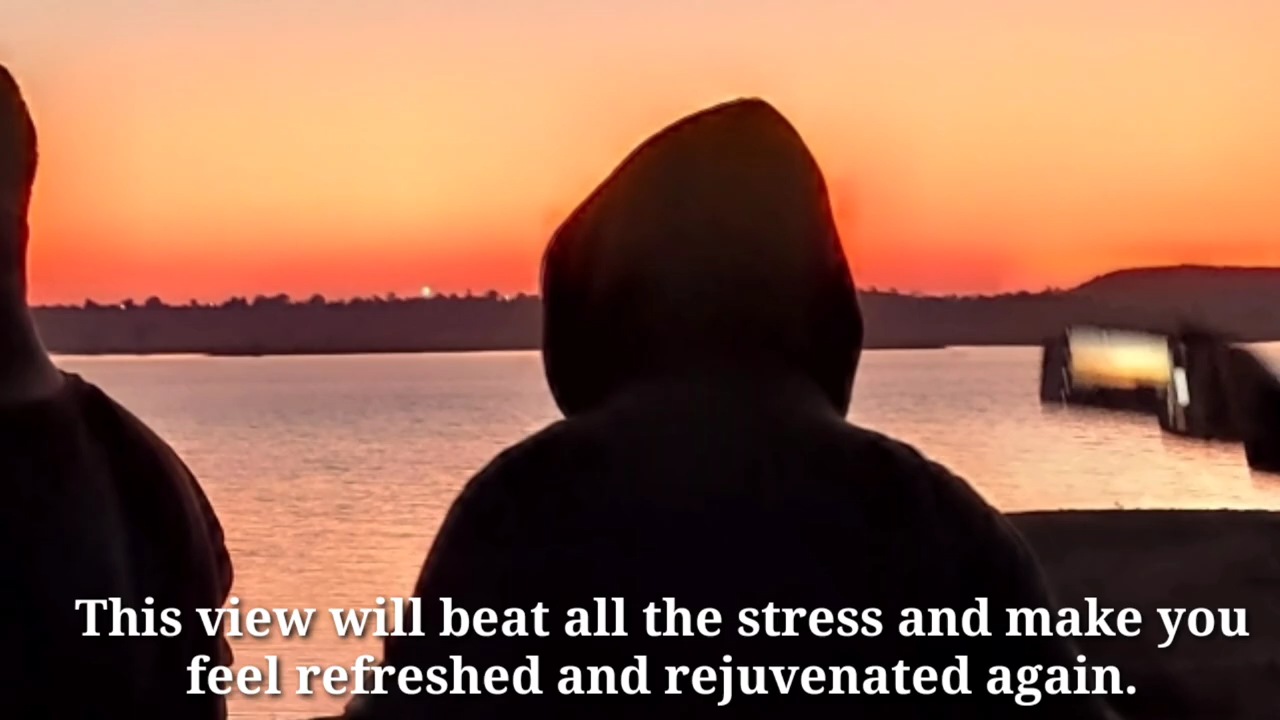 This view will beat all the stress and make you
feel refreshed and rejuvenated again.